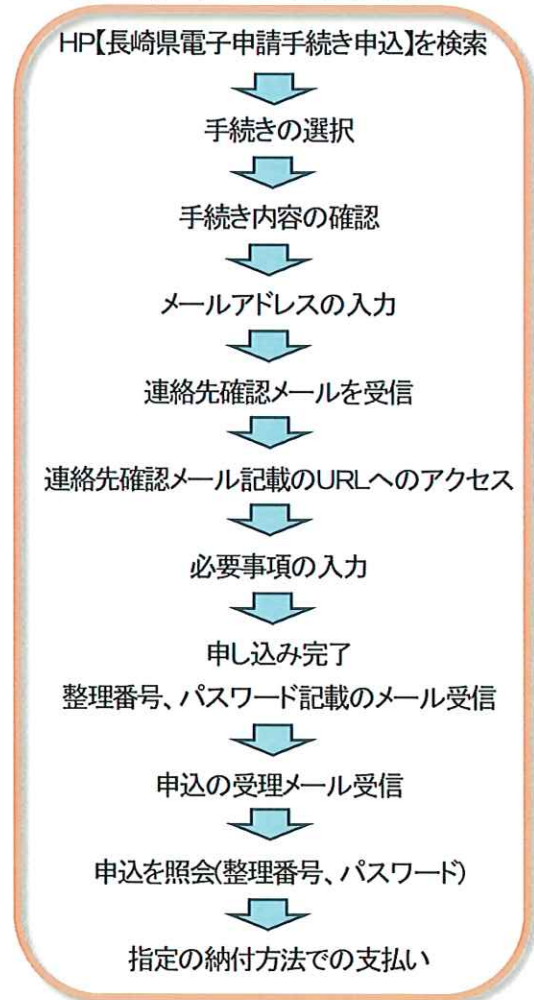 HP【長崎県電子申請手続き申込】を検索
手続きの選択
手続き内容の確認
メールアドレスの入力
連絡先確認メールを受信
連絡先確認メール記載のURLへのアクセス
必要事項の入力
申し込み完了
整理番号、パスワード記載のメール受信
申込の受理メール受信
申込を照会(整理番号、パスワード)
指定の納付方法での支払い